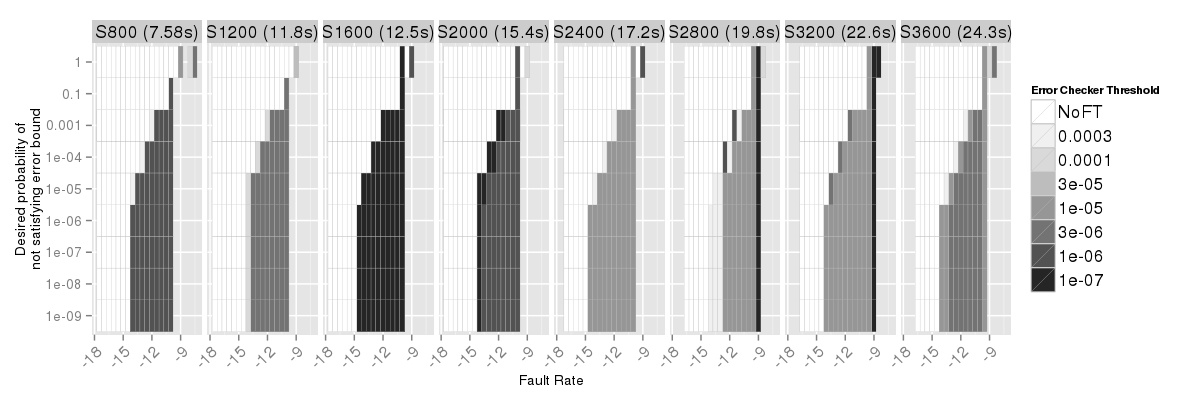 S800 (7.58s) S1200 (11.8s) S1600 (12.5s) S2000 (15.4s) S2400 (17.2s) S2800 (19.8s) S3200 (22.6s) S3600 (24.3s)
Desired probability of
not satisfying error bound
1
0.1
0.001
1e-04
1e-05
1e-06
1e-07
1e-08
1e-09
-18 -15 -12 -9 -18 -15 -12 -9 -18 -15 -12 -9 -18 -15 -12 -9 -18 -15 -12 -9 -18 -15 -12 -9 -18 -15 -12 -9 -18 -15 -12 -9
Fault Rate
Error Checker Threshold
NoFT
0.0003
0.0001
3e-05
1e-05
3e-06
1e-06
1e-07